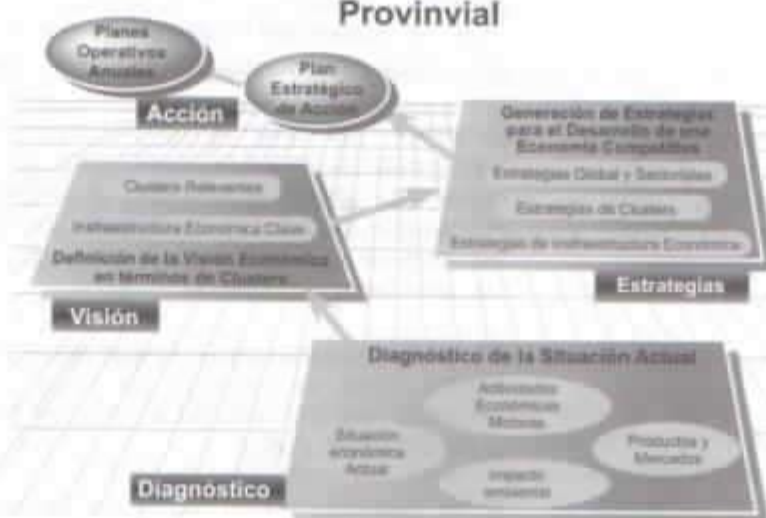 Provinvial
Planes
Operativos
Anuales
Plan
Estratégico
de Acción
Acción
Generación de Estrategias
para el Desarrollo de una
Economía Competitiva
Estrategias Global y Sectoriales
Estrategias de Clusters
Estrategias de Insfraestructura Económica
Estrategias
Clusters Relevantes
Insfraestructura Económica Clave
Definición de la Visión Económica
en términos de Clusters
Visión
Diagnóstico de la Situación Actual
Actividades
Económicas
Motoras
Situación
económica
Actual
Productos y
Mercados
Impacto
ambiental
Diagnóstico